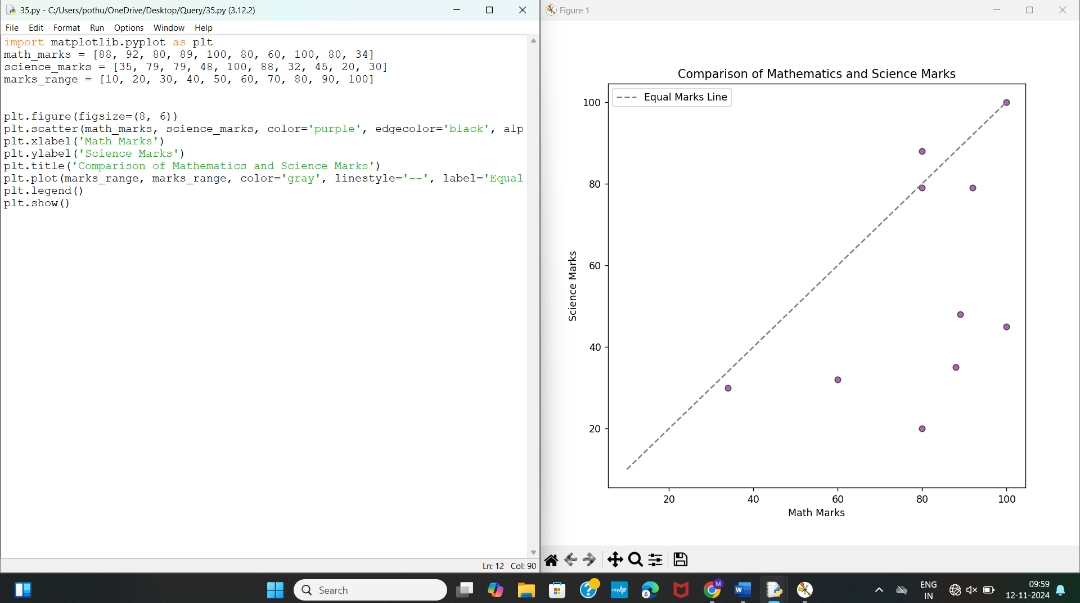 35.py - C:/Users/pothu/OneDrive/Desktop/Query/35.py (3.12.2)
File Edit Format Run Options Window Help
import matplotlib.pyplot as plt
math_marks = [88, 92, 80, 89, 100, 80, 60, 100, 80, 34]
science_marks = [35, 79, 79, 48, 100, 88, 32, 45, 20, 30]
marks_range = [10, 20, 30, 40, 50, 60, 70, 80, 90, 100]
plt.figure(figsize=(8, 6))
plt.scatter(math_marks, science_marks, color='purple', edgecolor='black', alp
plt.xlabel('Math Marks')
plt.ylabel('Science Marks')
plt.title('Comparison of Mathematics and Science Marks')
plt.plot(marks_range, marks_range, color='gray', linestyle='--', label='Equal
plt.legend()
plt.show()
Ln: 12 Col: 90
Figure 1
Comparison of Mathematics and Science Marks
Equal Marks Line
100
80
60
40
20
Science Marks
20 40 60 80 100
Math Marks
Search
ENG
IN
09:59
12-11-2024